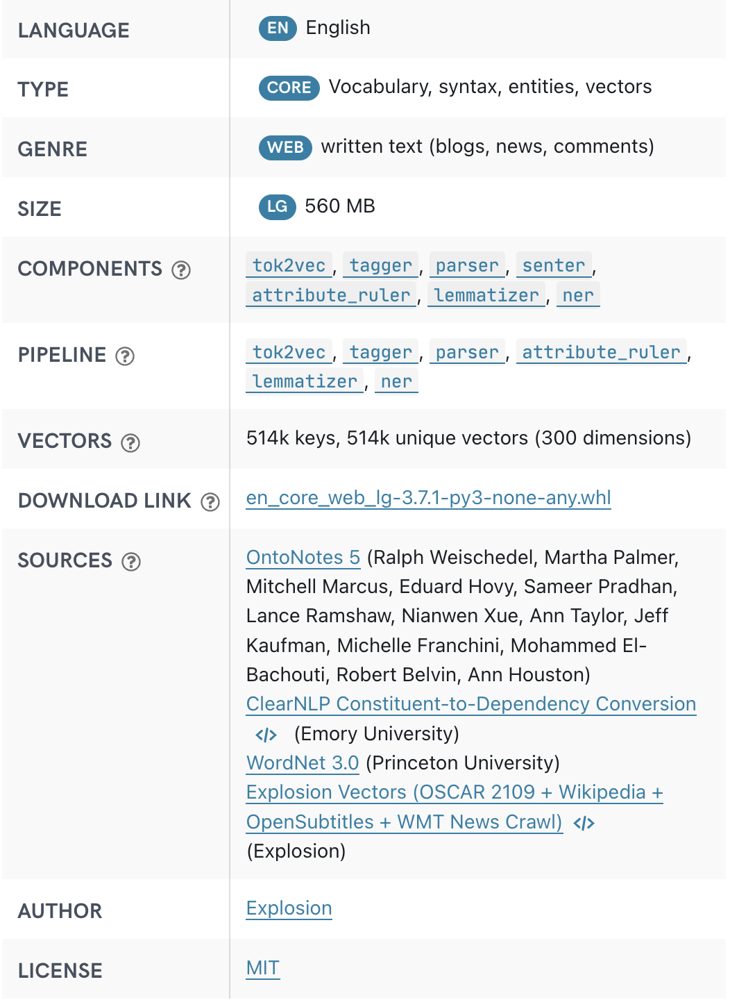 LANGUAGE
EN English
TYPE
CORE Vocabulary, syntax, entities, vectors
GENRE
WEB written text (blogs, news, comments)
SIZE
LG 560 MB
COMPONENTS ?
tok2vec, tagger, parser, senter,
attribute_ruler, lemmatizer, ner
PIPELINE ?
tok2vec, tagger, parser, attribute_ruler,
lemmatizer, ner
VECTORS ?
514k keys, 514k unique vectors (300 dimensions)
DOWNLOAD LINK ?
en_core_web_lg-3.7.1-py3-none-any.whl
SOURCES ?
OntoNotes 5 (Ralph Weischedel, Martha Palmer,
Mitchell Marcus, Eduard Hovy, Sameer Pradhan,
Lance Ramshaw, Nianwen Xue, Ann Taylor, Jeff
Kaufman, Michelle Franchini, Mohammed El-
Bachouti, Robert Belvin, Ann Houston)
ClearNLP Constituent-to-Dependency Conversion
</> (Emory University)
WordNet 3.0 (Princeton University)
Explosion Vectors (OSCAR 2109 + Wikipedia +
OpenSubtitles + WMT News Crawl) </>
(Explosion)
AUTHOR
Explosion
LICENSE
MIT